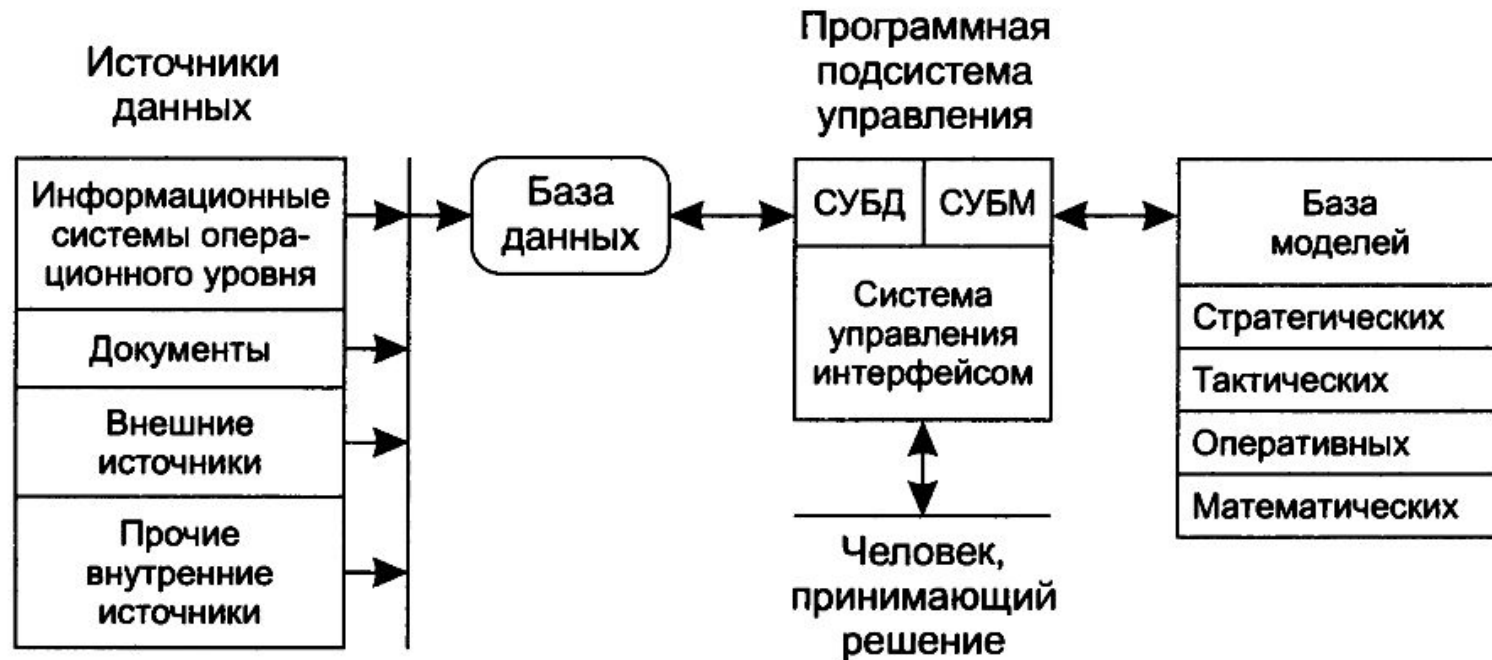 Источники
данных
Информационные
системы опера-
ционного уровня
Документы
Внешние
источники
Прочие
внутренние
источники
База
данных
Программная
подсистема
управления
СУБД
СУБМ
Система
управления
интерфейсом
Человек,
принимающий
решение
База
моделей
Стратегических
Тактических
Оперативных
Математических